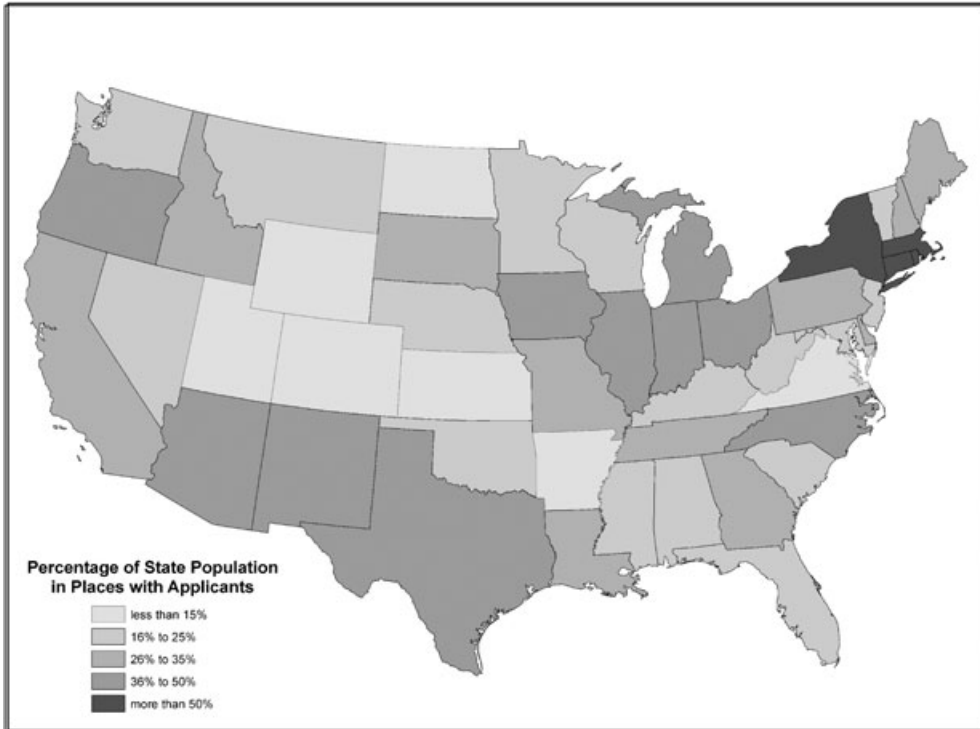 Percentage of State Population
in Places with Applicants
less than 15%
16% to 25%
26% to 35%
36% to 50%
more than 50%